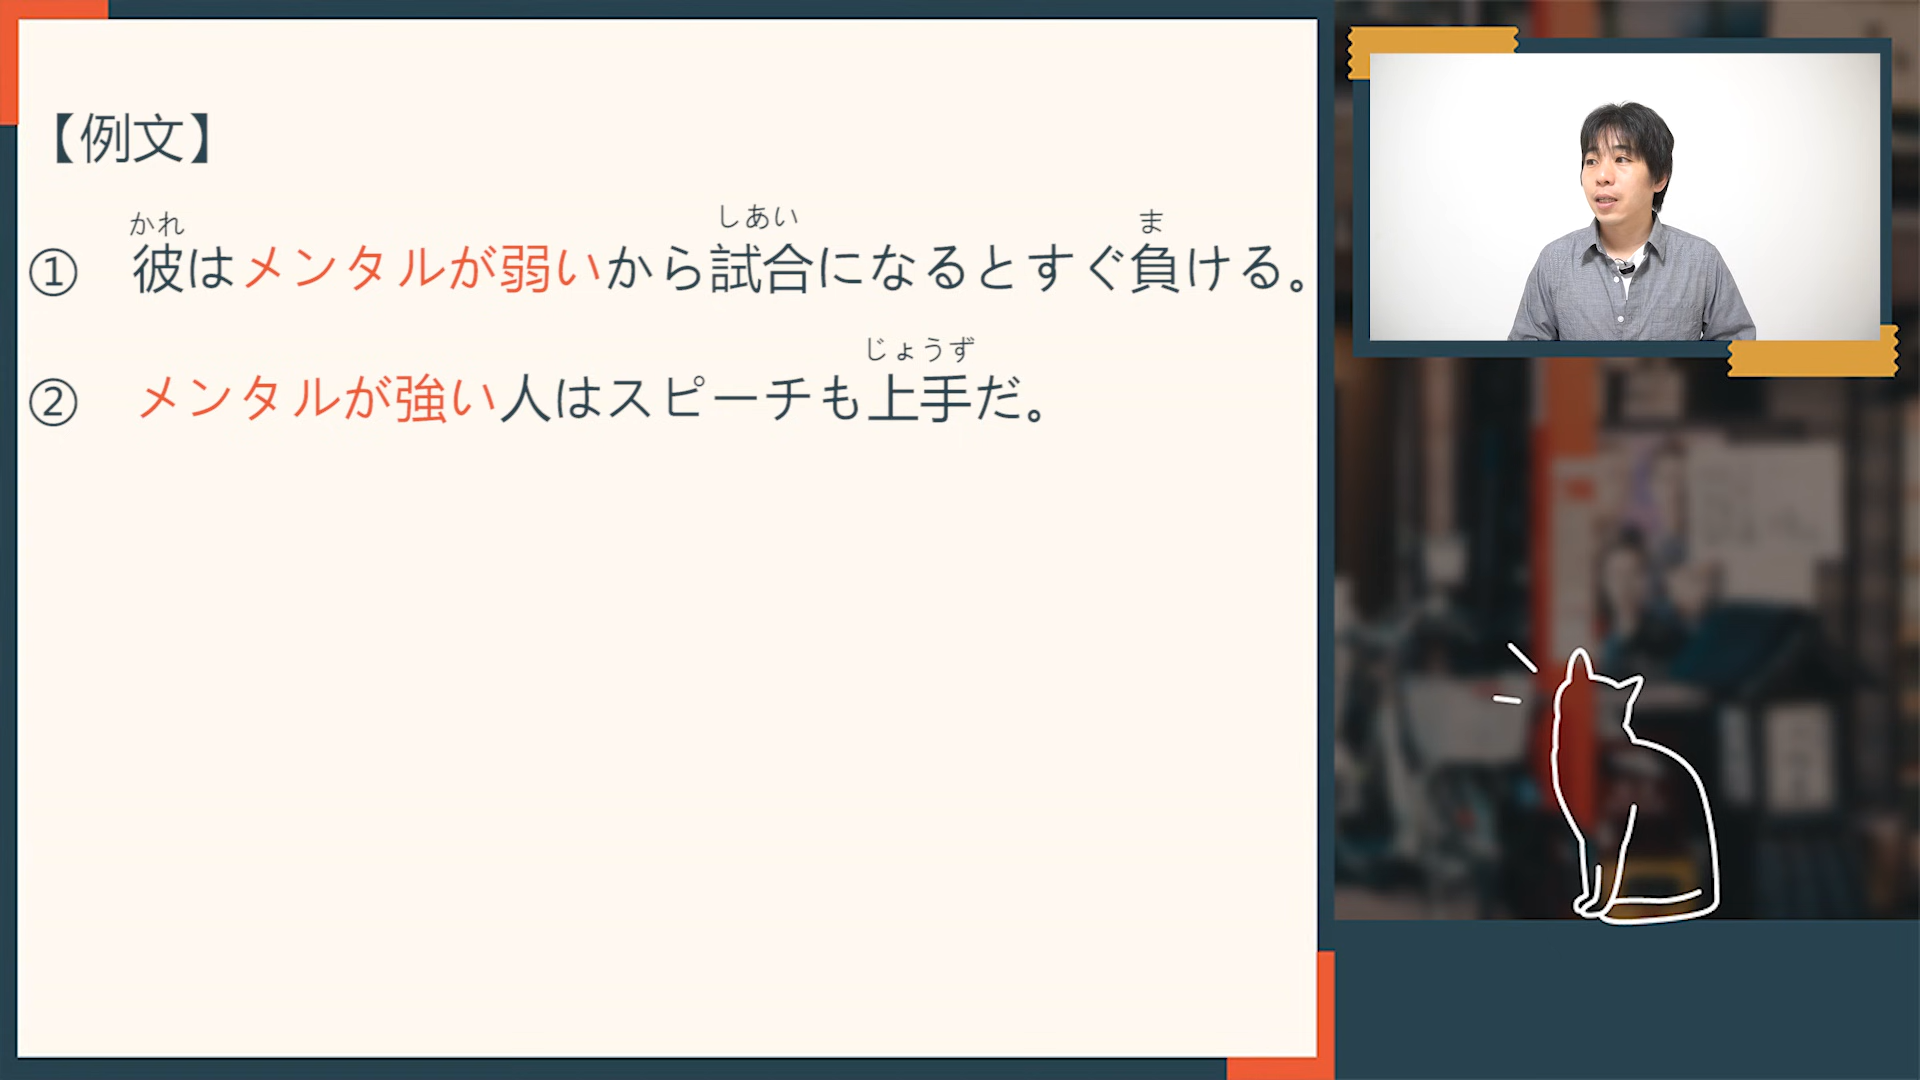 【例文】
かれ しあい ま
① 彼はメンタルが弱いから試合になるとすぐ負ける。
じょうず
② メンタルが強い人はスピーチも上手だ。